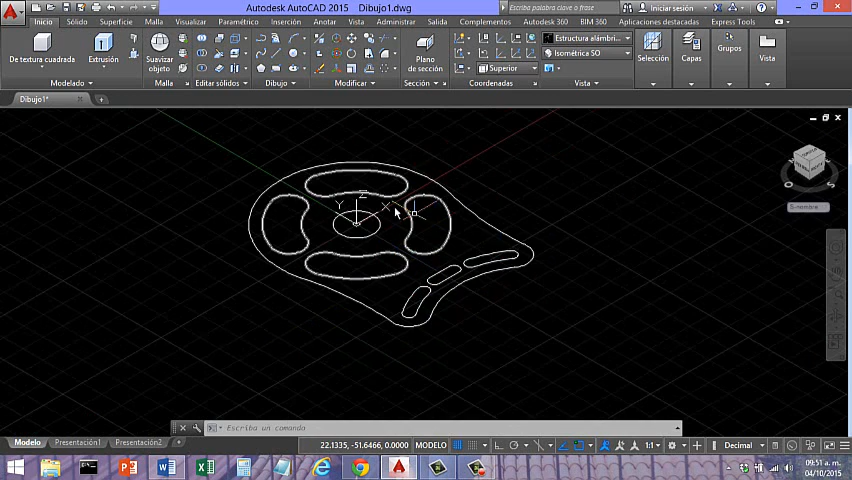 Autodesk AutoCAD 2015 Dibujo1.dwg
Escriba palabra clave o frase
Iniciar sesión
Inicio Sólido Superficie Malla Visualizar Paramétrico Inserción Anotar Vista Administrar Salida Complementos Autodesk 360 BIM 360 Aplicaciones destacadas Express Tools
De textura cuadrada
Extrusión
Suavizar objeto
Plano de sección
Superior
Estructura alámbri...
Isométrica SO
Selección
Capas
Grupos
Vista
Modelado
Malla
Editar sólidos
Dibujo
Modificar
Sección
Coordenadas
Vista
Dibujo1*
Z
Y
X
S-nombre
Escriba un comando
Modelo Presentación1 Presentación2
22.1335, -51.6466, 0.0000 MODELO
1:1
Decimal
09:51 a. m.
04/10/2015